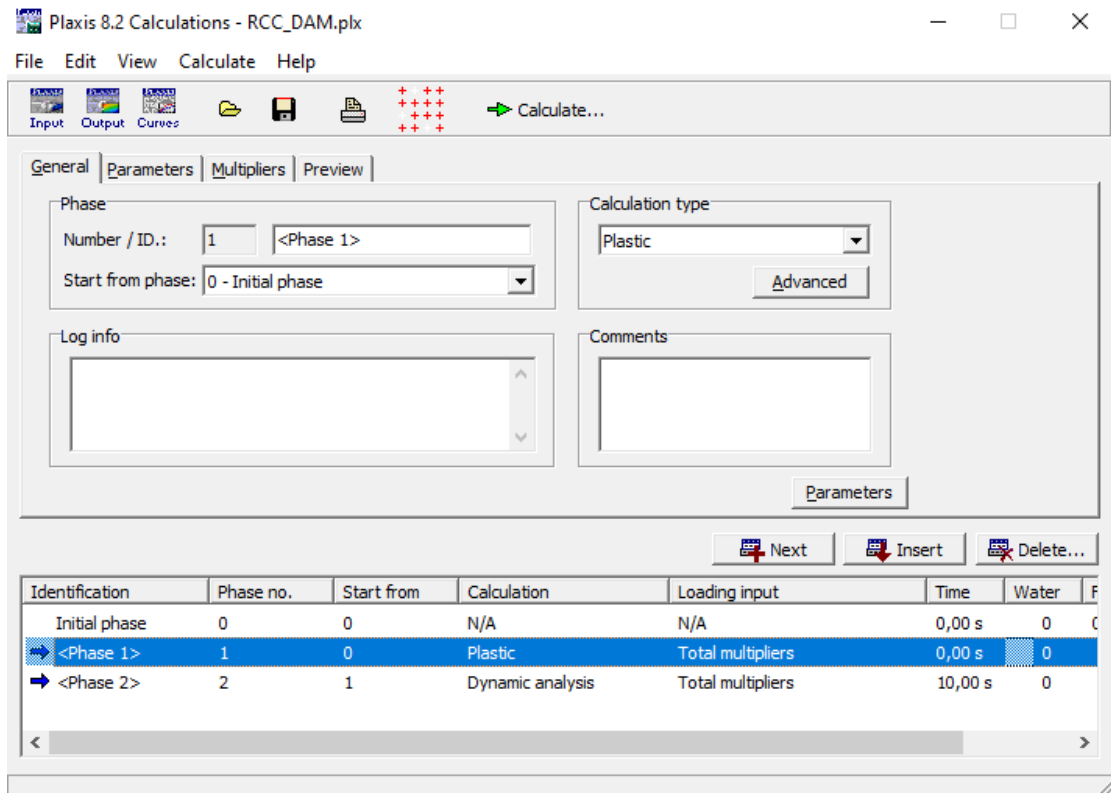 Plaxis 8.2 Calculations - RCC_DAM.plx
File Edit View Calculate Help
Input Output Curves Calculate...
General Parameters Multipliers Preview
Phase
Number / ID.: 1 <Phase 1>
Start from phase: 0 - Initial phase
Calculation type
Plastic
Advanced
Log info
Comments
Parameters
Next Insert Delete...
Identification Phase no. Start from Calculation Loading input Time Water F
Initial phase 0 0 N/A N/A 0,00 s 0 0
<Phase 1> 1 0 Plastic Total multipliers 0,00 s 0
<Phase 2> 2 1 Dynamic analysis Total multipliers 10,00 s 0